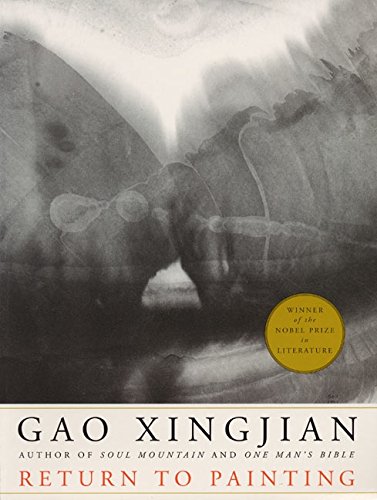 WINNER
of the
NOBEL PRIZE
in
LITERATURE
GAO XINGJIAN
AUTHOR OF SOUL MOUNTAIN AND ONE MAN'S BIBLE
RETURN TO PAINTING